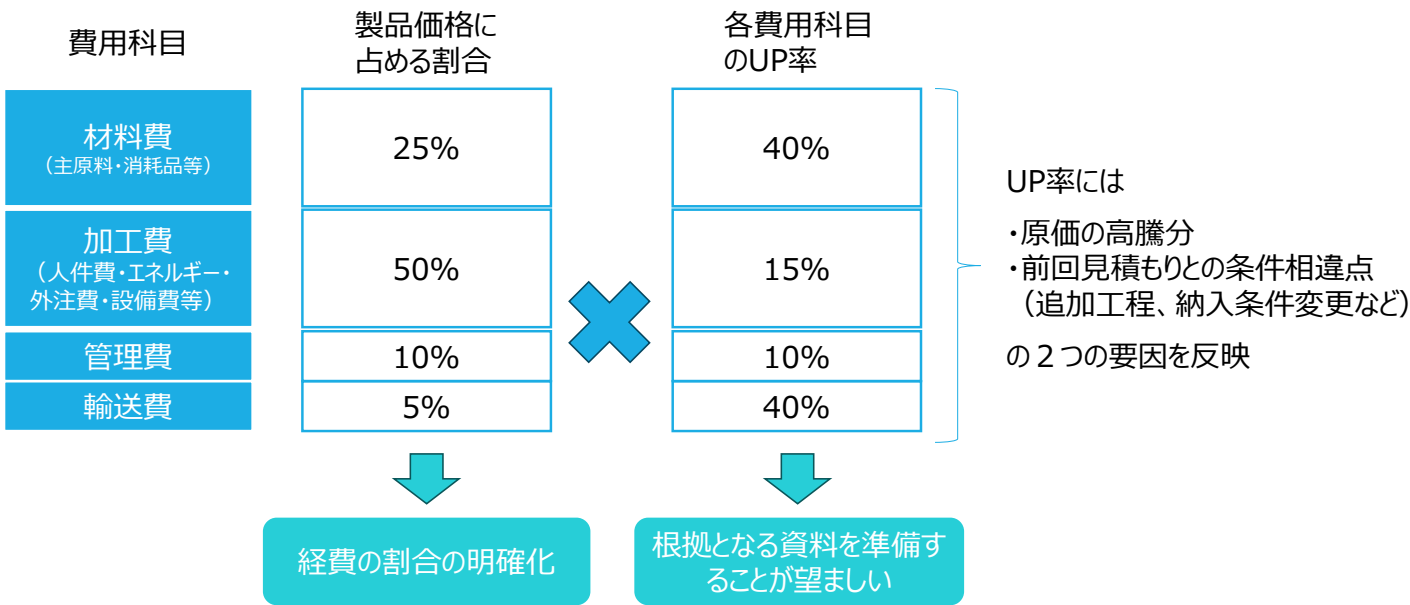 費用科目
製品価格に
占める割合
各費用科目
のUP率
材料費
（主原料・消耗品等）
25%
40%
加工費
（人件費・エネルギー・
外注費・設備費等）
50%
15%
管理費
10%
10%
輸送費
5%
40%
UP率には
・原価の高騰分
・前回見積もりとの条件相違点
（追加工程、納入条件変更など）
の２つの要因を反映
経費の割合の明確化
根拠となる資料を準備す
ることが望ましい